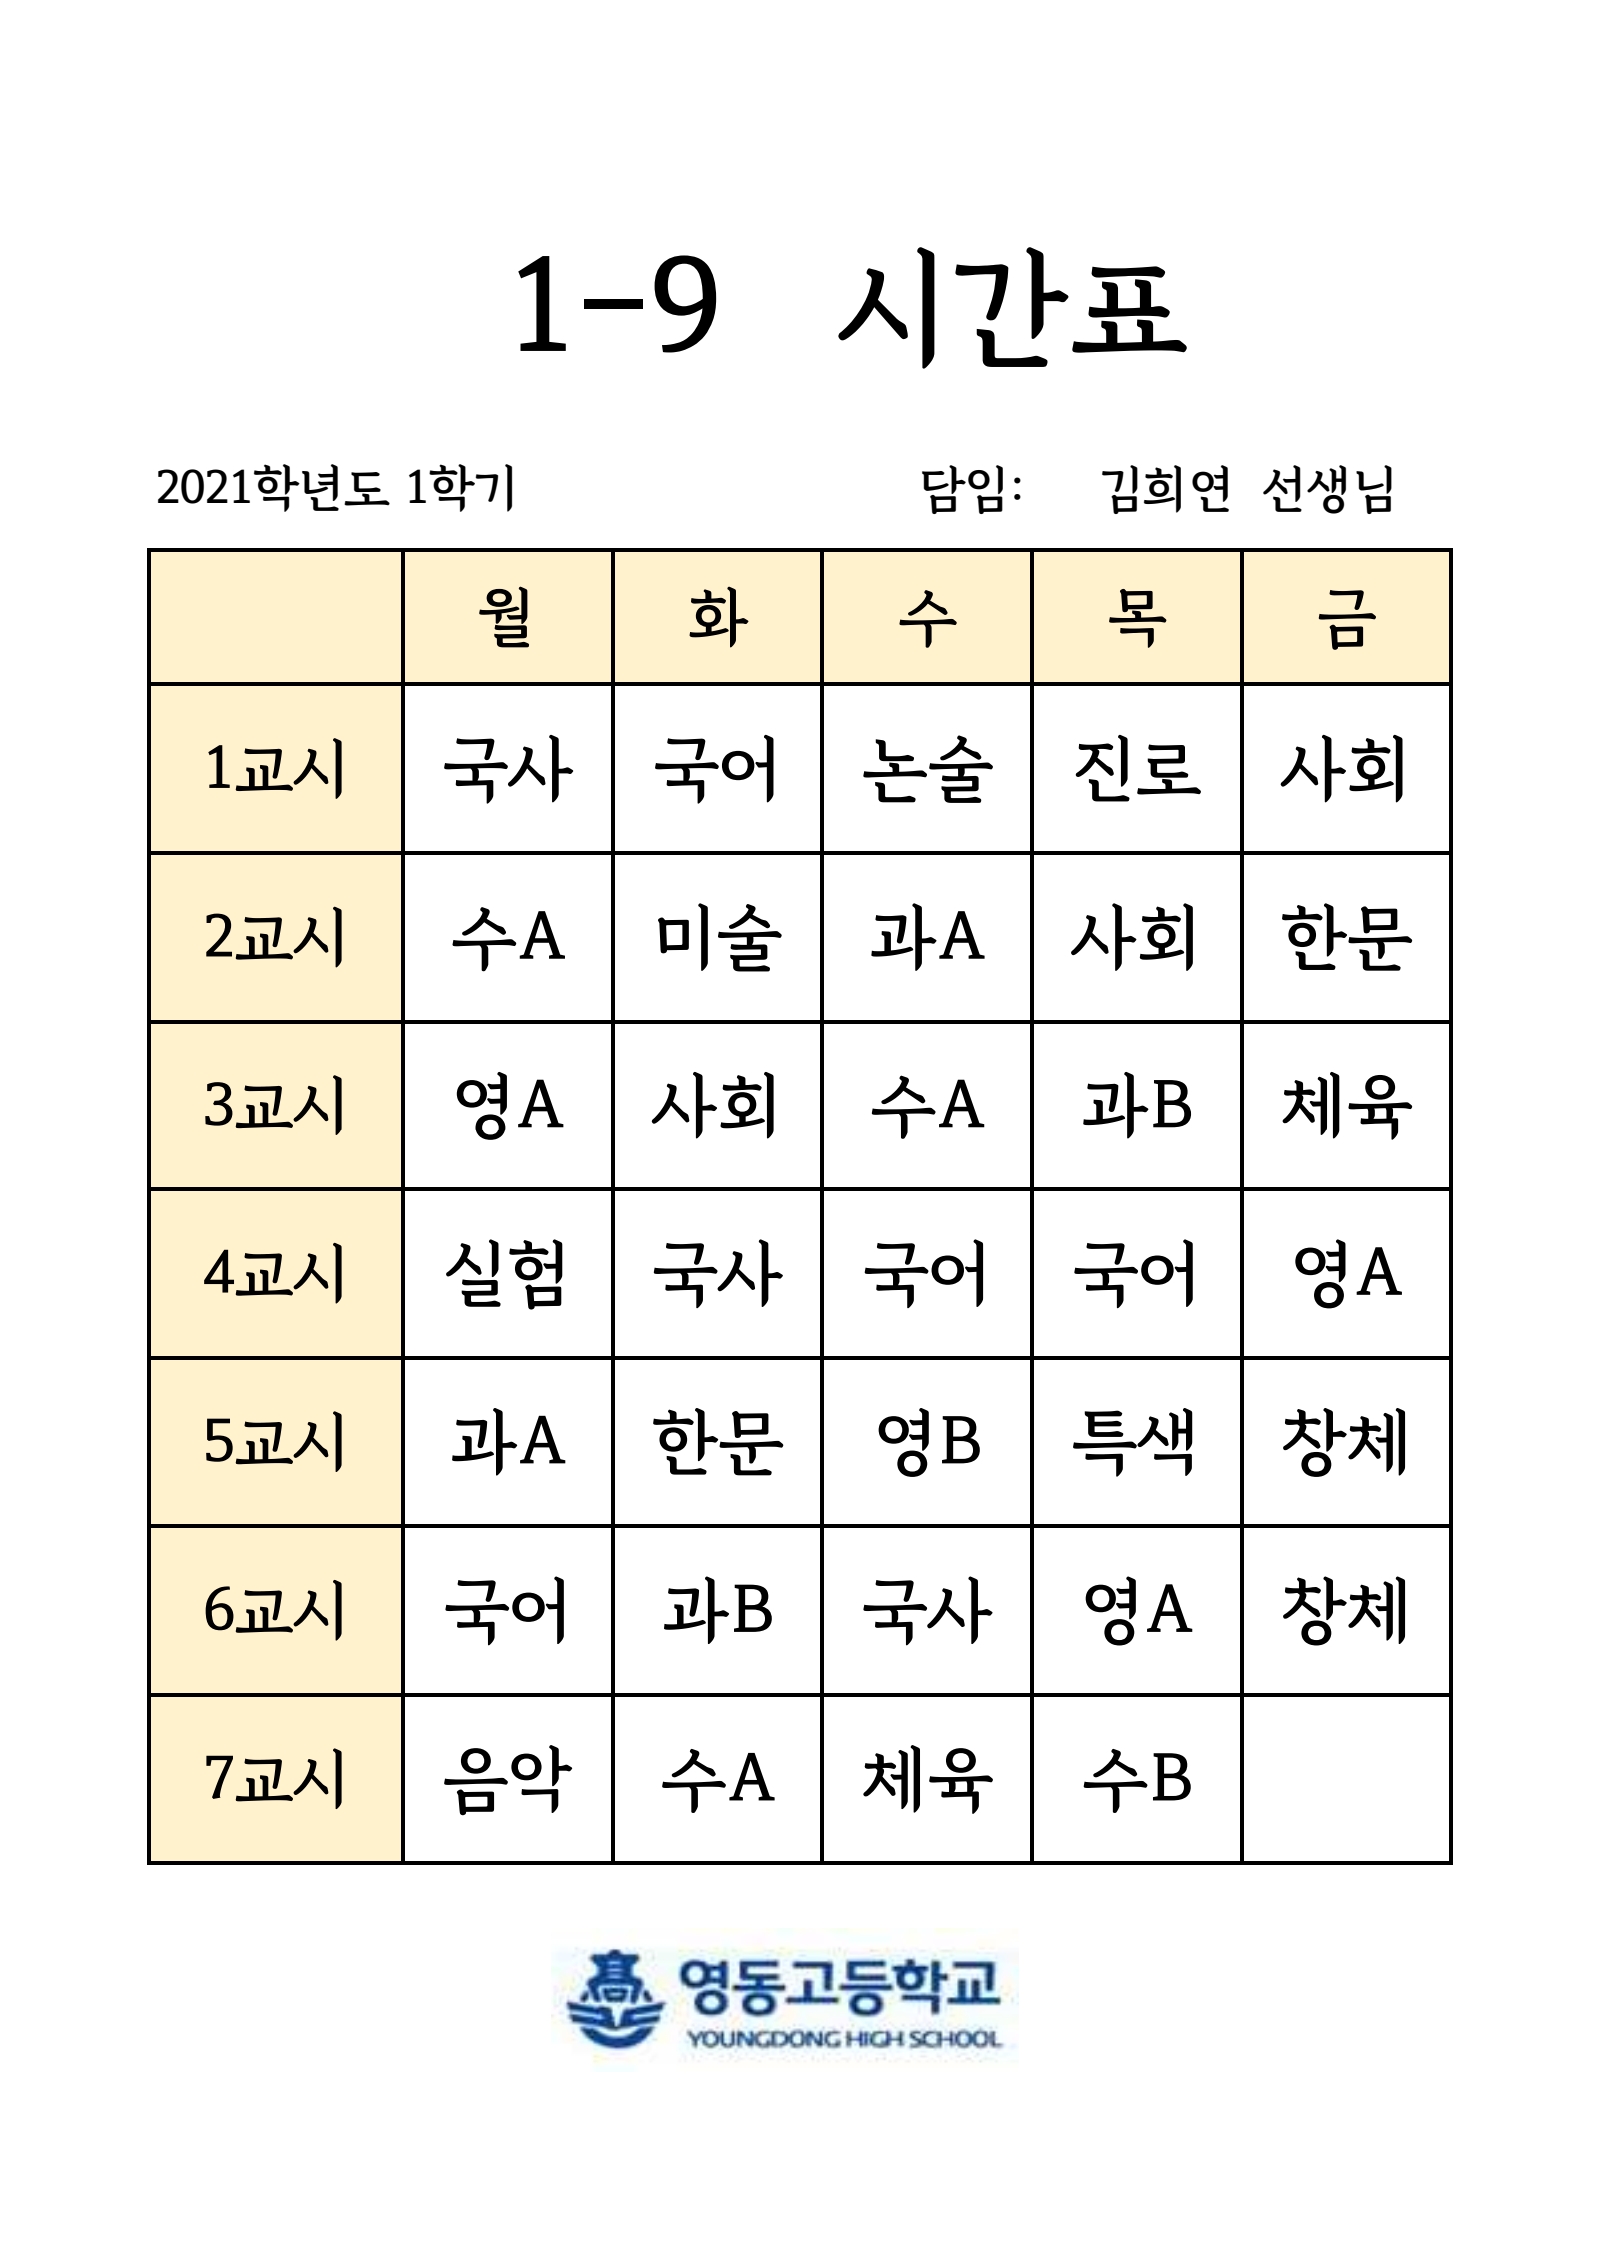 1-9 시간표
2021학년도 1학기 담임: 김희연 선생님
월 화 수 목 금
1교시 국사 국어 논술 진로 사회
2교시 수A 미술 과A 사회 한문
3교시 영A 사회 수A 과B 체육
4교시 실험 국사 국어 국어 영A
5교시 과A 한문 영B 특색 창체
6교시 국어 과B 국사 영A 창체
7교시 음악 수A 체육 수B
高 영동고등학교
YOUNGDONG HIGH SCHOOL